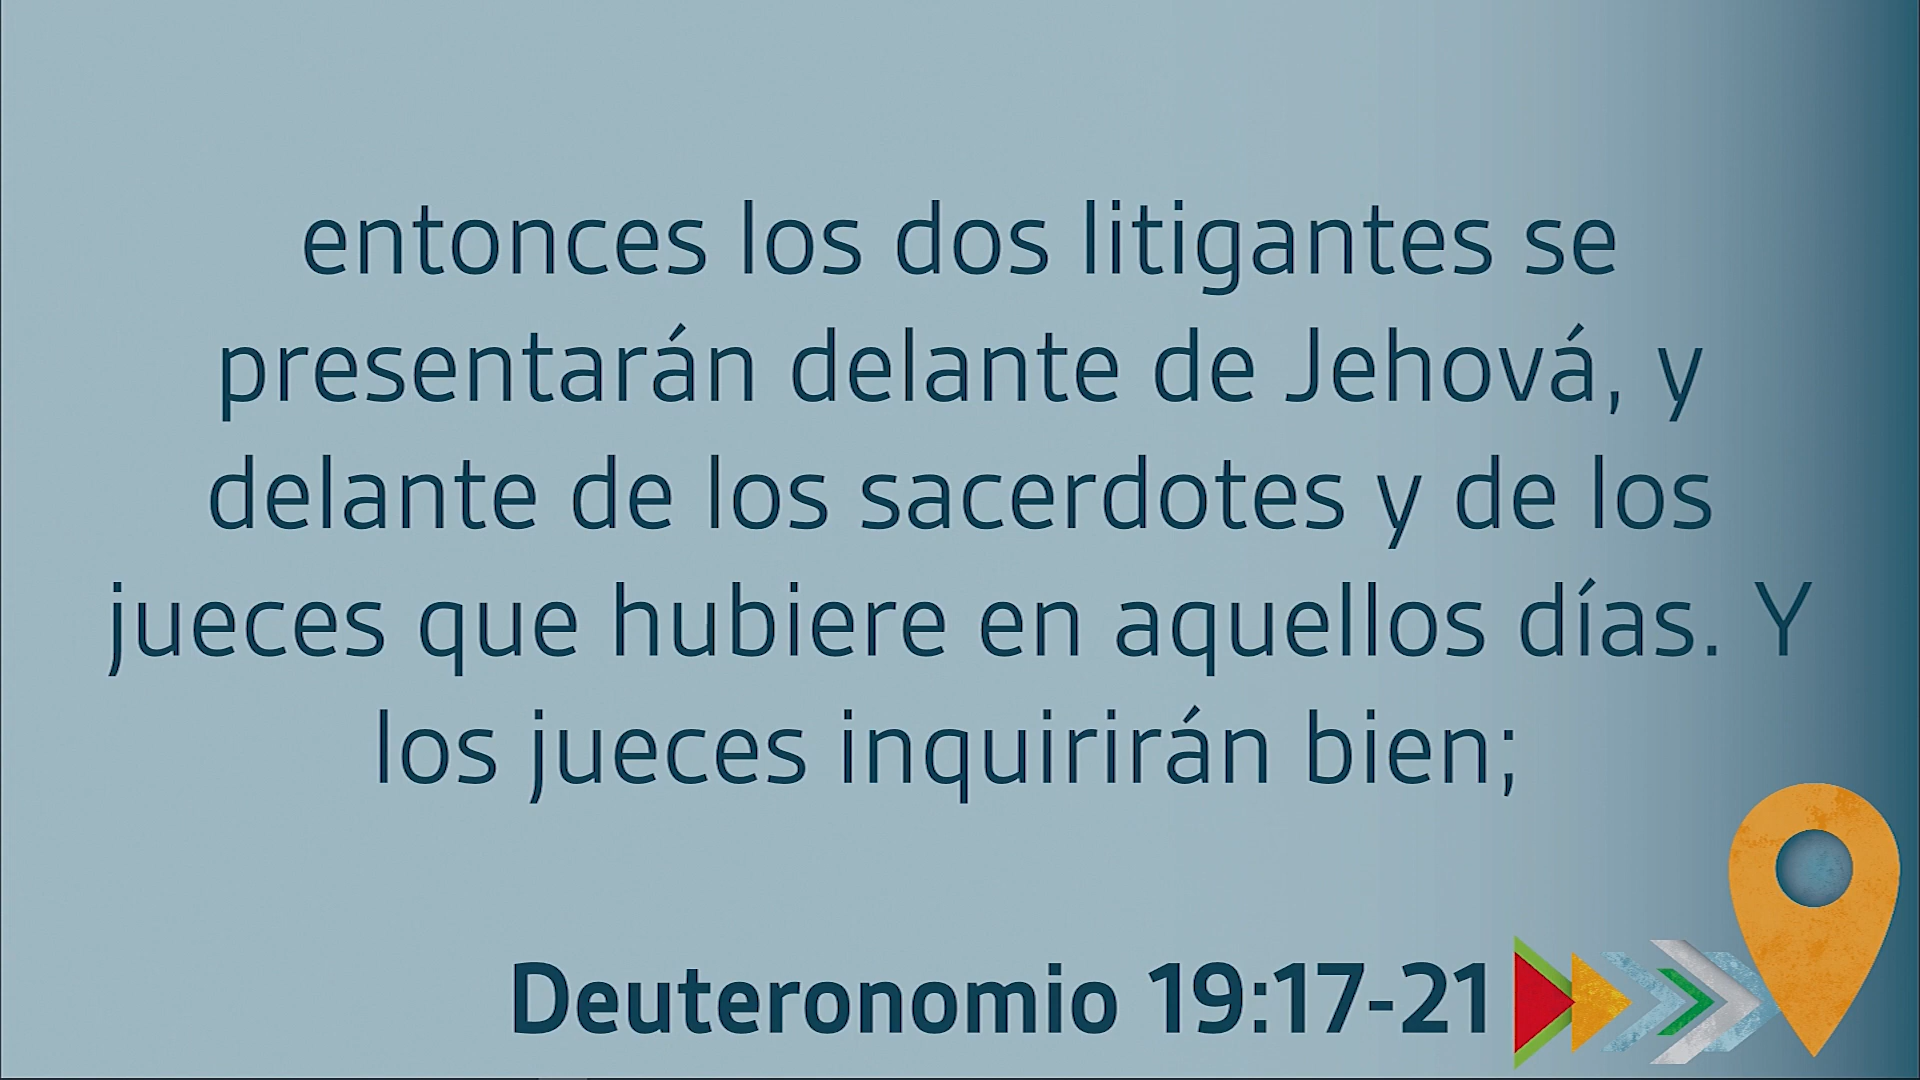 entonces los dos litigantes se
presentarán delante de Jehová, y
delante de los sacerdotes y de los
jueces que hubiere en aquellos días. Y
los jueces inquirirán bien;
Deuteronomio 19:17-21